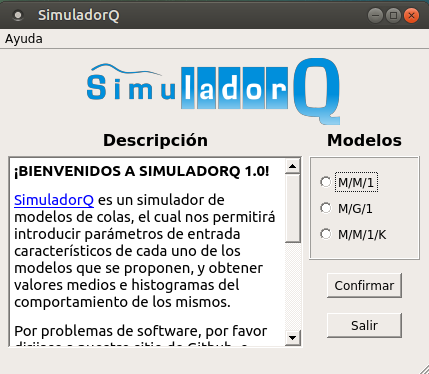 SimuladorQ
Ayuda
SimuladorQ
Descripción
Modelos
¡BIENVENIDOS A SIMULADORQ 1.0!
SimuladorQ es un simulador de
modelos de colas, el cual nos permitirá
introducir parámetros de entrada
característicos de cada uno de los
modelos que se proponen, y obtener
valores medios e histogramas del
comportamiento de los mismos.
Por problemas de software, por favor
M/M/1
M/G/1
M/M/1/K
Confirmar
Salir